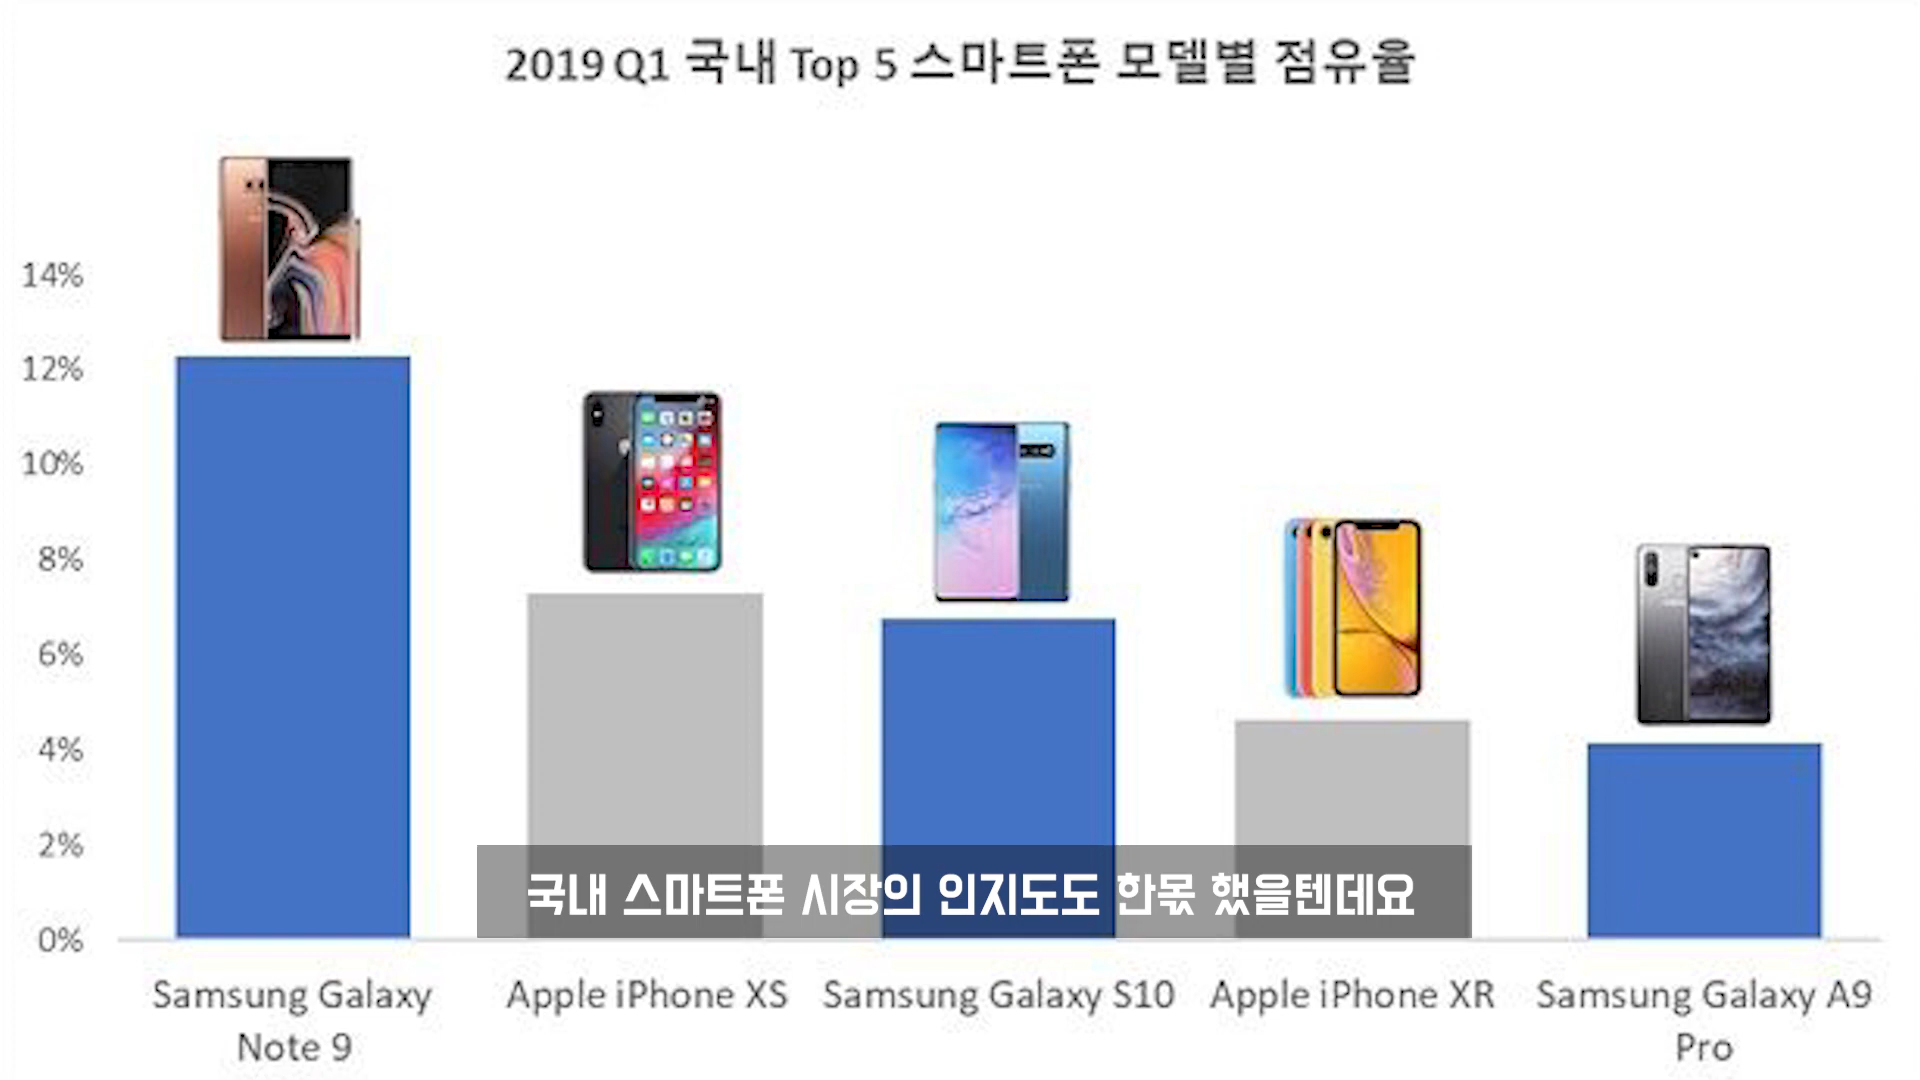 2019 Q1 국내 Top 5 스마트폰 모델별 점유율
14%
12%
10%
8%
6%
4%
2%
0%
국내 스마트폰 시장의 인지도도 한몫 했을텐데요
Samsung Galaxy Note 9
Apple iPhone XS
Samsung Galaxy S10
Apple iPhone XR
Samsung Galaxy A9 Pro